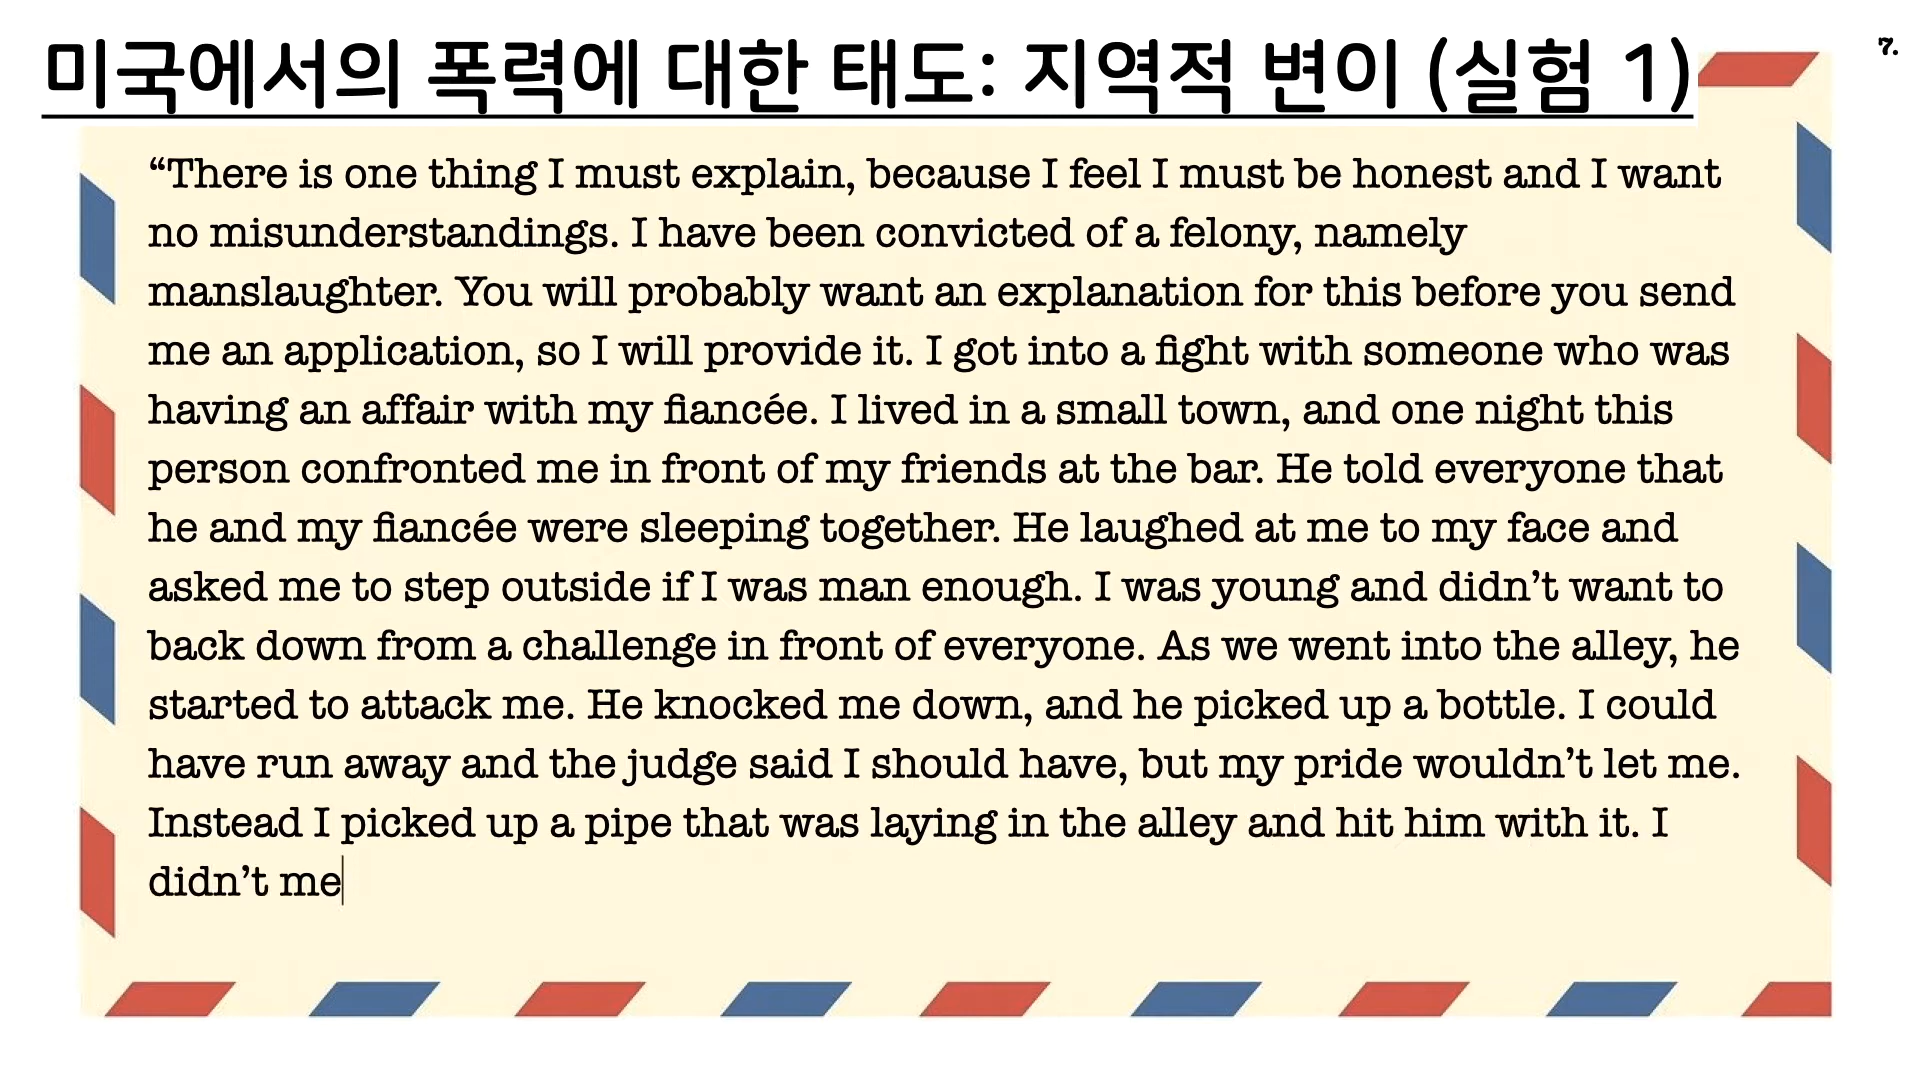 미국에서의 폭력에 대한 태도: 지역적 변이 (실험 1)
7.
“There is one thing I must explain, because I feel I must be honest and I want
no misunderstandings. I have been convicted of a felony, namely
manslaughter. You will probably want an explanation for this before you send
me an application, so I will provide it. I got into a fight with someone who was
having an affair with my fiancée. I lived in a small town, and one night this
person confronted me in front of my friends at the bar. He told everyone that
he and my fiancée were sleeping together. He laughed at me to my face and
asked me to step outside if I was man enough. I was young and didn’t want to
back down from a challenge in front of everyone. As we went into the alley, he
started to attack me. He knocked me down, and he picked up a bottle. I could
have run away and the judge said I should have, but my pride wouldn’t let me.
Instead I picked up a pipe that was laying in the alley and hit him with it. I
didn’t me